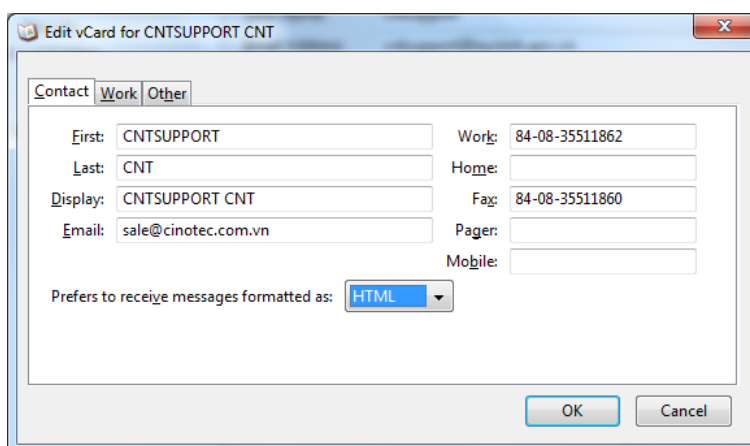 Edit vCard for CNTSUPPORT CNT
Contact Work Other
First: CNTSUPPORT Work: 84-08-35511862
Last: CNT Home:
Display: CNTSUPPORT CNT Fax: 84-08-35511860
Email: sale@cinotec.com.vn Pager:
Mobile:
Prefers to receive messages formatted as: HTML
OK Cancel